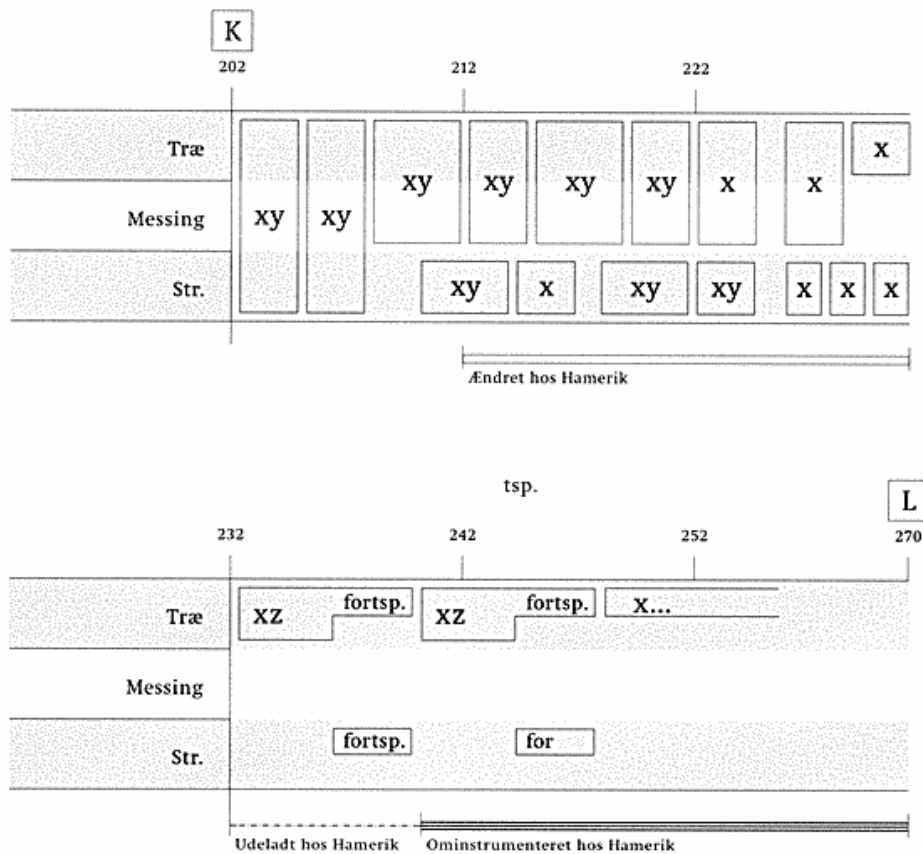 K
202 212 222
Træ
x
xy xy xy xy x x
Messing
xy xy
Str.
xy x xy xy x x x
Ændret hos Hamerik
tsp.
L
232 242 252 270
Træ
xz fortsp. xz fortsp. x...
Messing
Str.
fortsp. for
Udeladt hos Hamerik Ominstrumenteret hos Hamerik